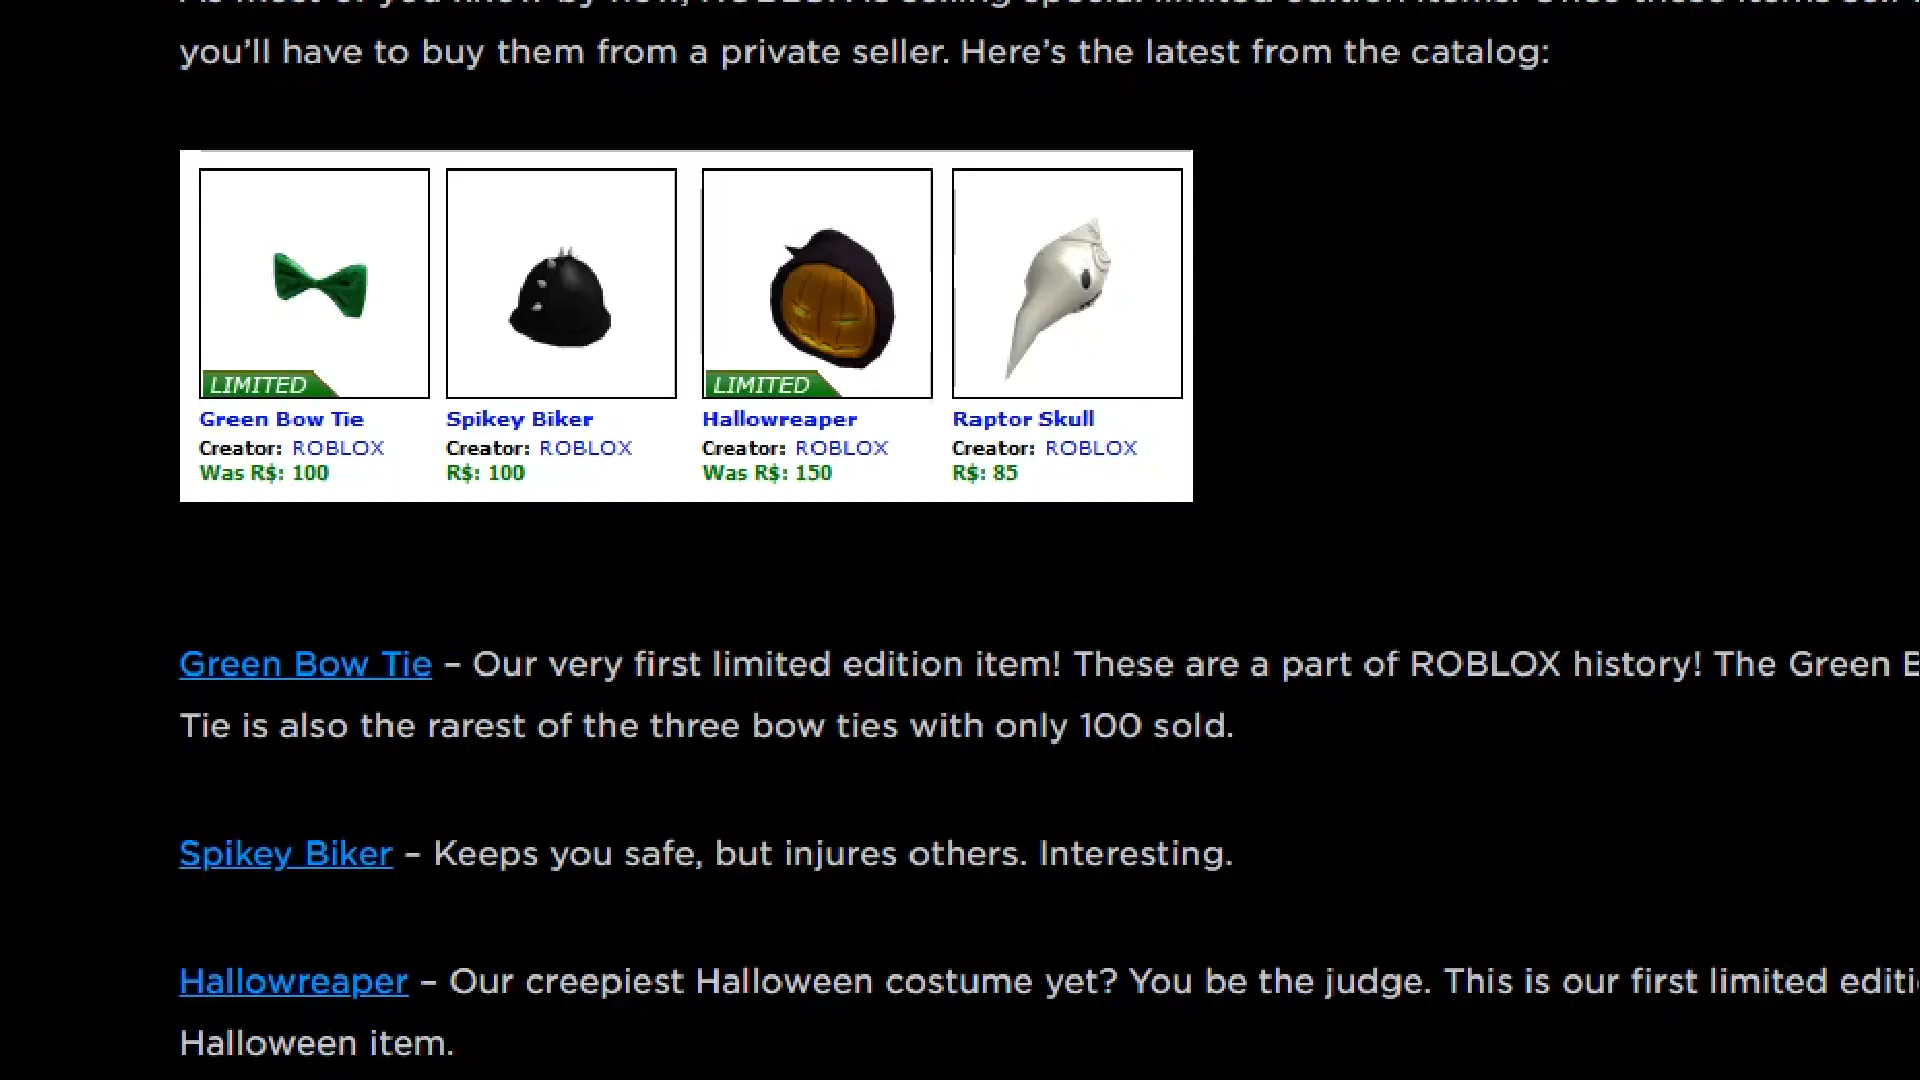 you'll have to buy them from a private seller. Here's the latest from the catalog:
LIMITED
LIMITED
Green Bow Tie
Spikey Biker
Hallowreaper
Raptor Skull
Creator: ROBLOX
Creator: ROBLOX
Creator: ROBLOX
Creator: ROBLOX
Was R$: 100
R$: 100
Was R$: 150
R$: 85
Green Bow Tie – Our very first limited edition item! These are a part of ROBLOX history! The Green
Tie is also the rarest of the three bow ties with only 100 sold.
Spikey Biker – Keeps you safe, but injures others. Interesting.
Hallowreaper – Our creepiest Halloween costume yet? You be the judge. This is our first limited
Halloween item.